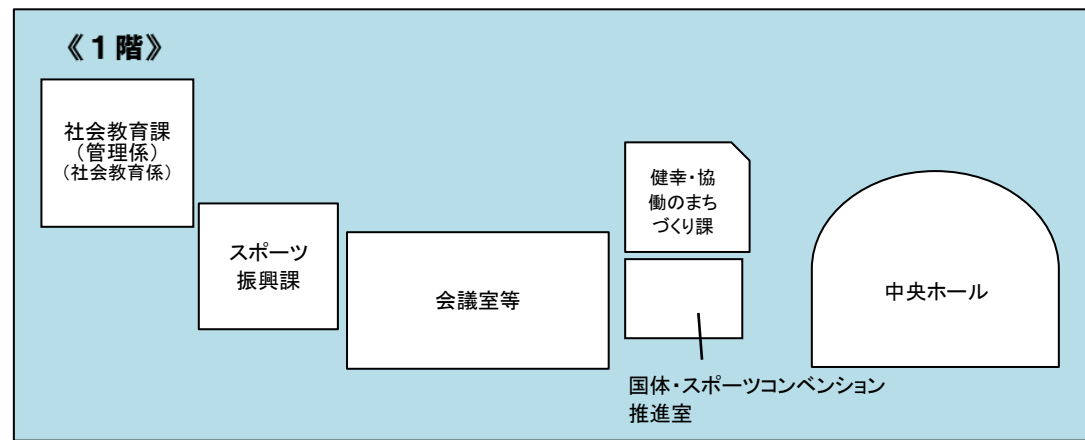 《１階》
社会教育課
（管理係）
（社会教育係）
スポーツ
振興課
会議室等
健幸・協
働のまち
づくり課
国体・スポーツコンベンション
推進室
中央ホール